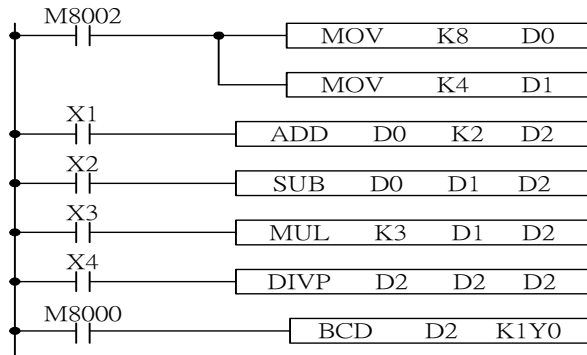 M8002
MOV K8 D0
MOV K4 D1
X1
ADD D0 K2 D2
X2
SUB D0 D1 D2
X3
MUL K3 D1 D2
X4
DIVP D2 D2 D2
M8000
BCD D2 K1Y0